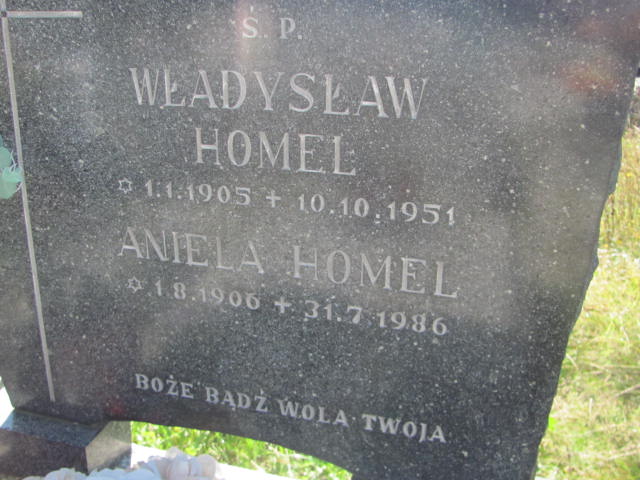 Ś. P.
WŁADYSŁAW
HOMEL
✡ 1.1.1905 + 10.10.1951
ANIELA HOMEL
✡ 1.8.1906 + 31.7.1986
BOŻE BĄDŹ WOLA TWOJA